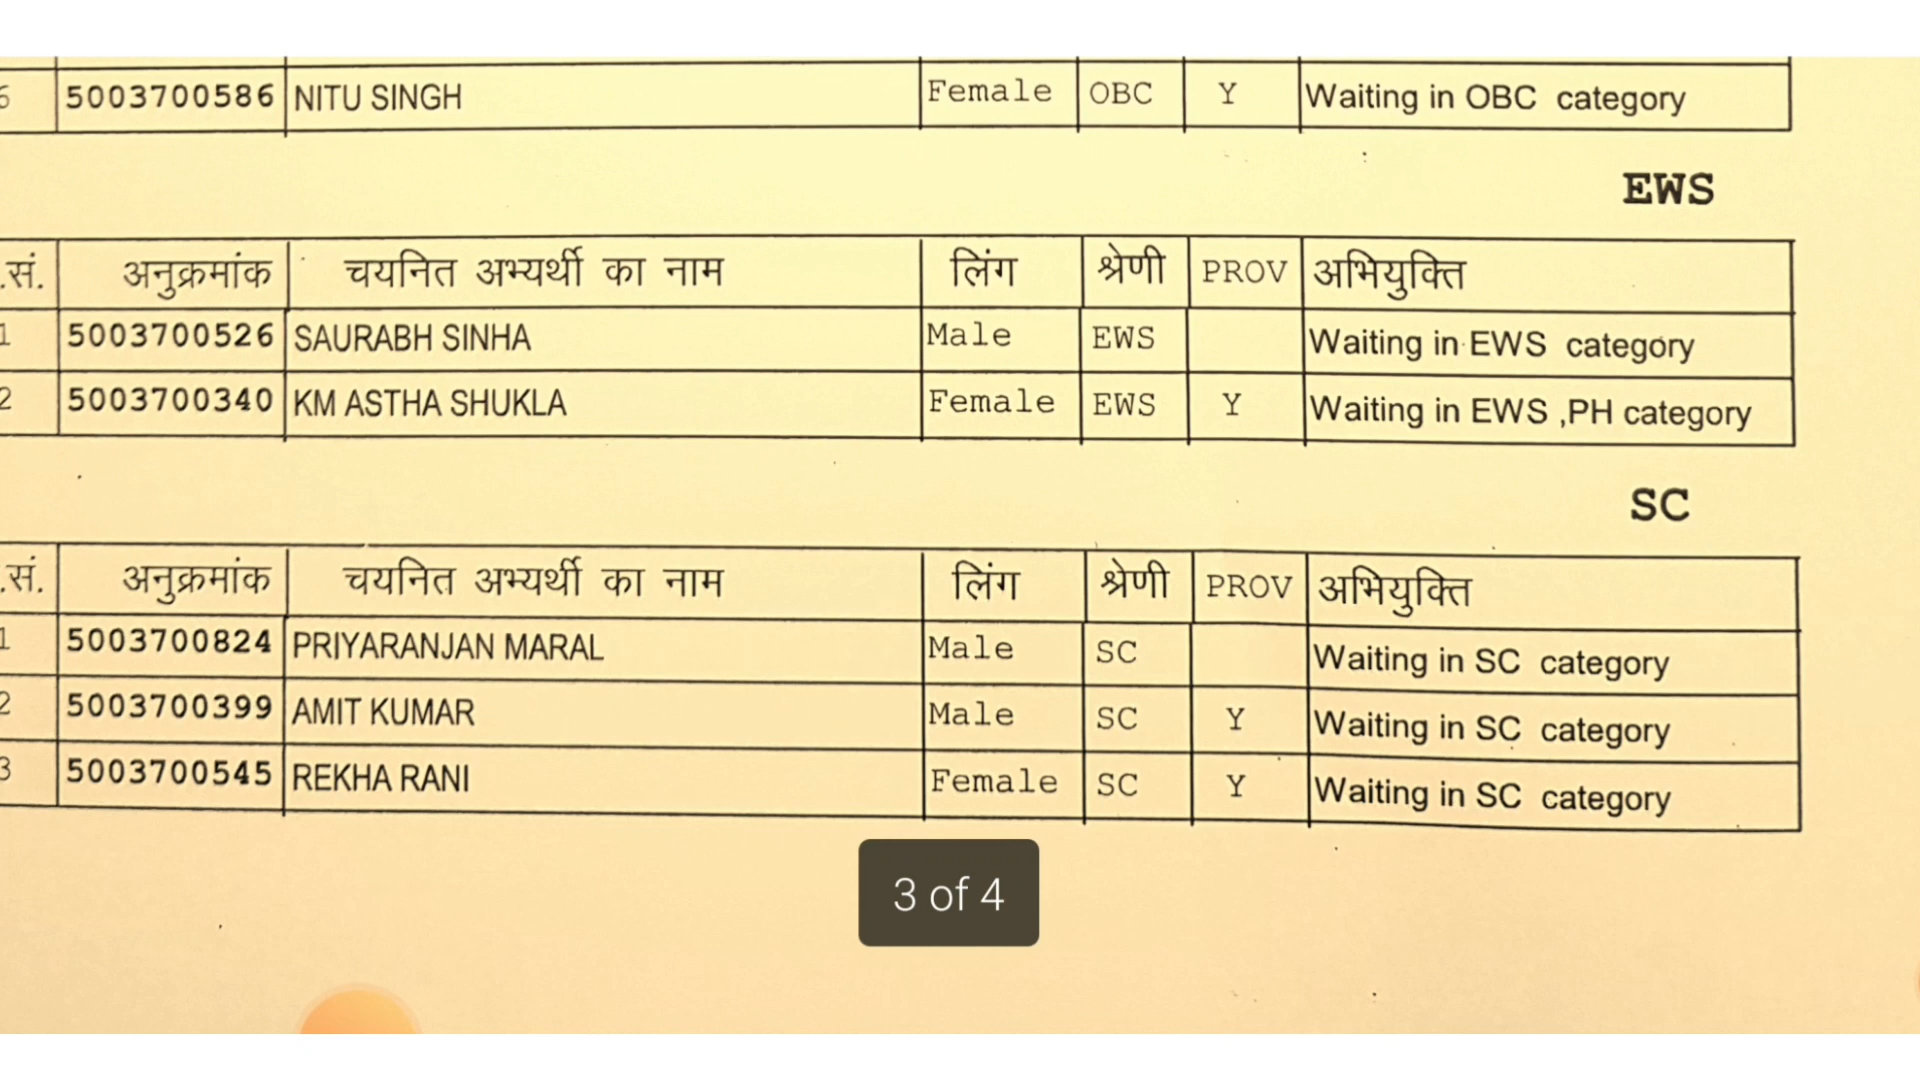 6 5003700586 NITU SINGH Female OBC Y Waiting in OBC category
EWS
.सं. अनुक्रमांक चयनित अभ्यर्थी का नाम लिंग श्रेणी PROV अभियुक्ति
1 5003700526 SAURABH SINHA Male EWS Waiting in EWS category
2 5003700340 KM ASTHA SHUKLA Female EWS Y Waiting in EWS ,PH category
SC
.सं. अनुक्रमांक चयनित अभ्यर्थी का नाम लिंग श्रेणी PROV अभियुक्ति
1 5003700824 PRIYARANJAN MARAL Male SC Waiting in SC category
2 5003700399 AMIT KUMAR Male SC Y Waiting in SC category
3 5003700545 REKHA RANI Female SC Y Waiting in SC category
3 of 4